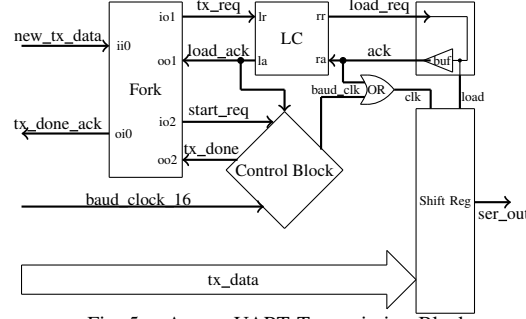 tx_req
load_req
io1
lr
LC
rr
new_tx_data
ii0
load_ack
ack
oo1
la
ra
buf
Fork
baud_clk
OR
clk
load
start_req
io2
tx_done_ack
oi0
tx_done
oo2
Control Block
baud_clock_16
Shift Reg
ser_out
tx_data